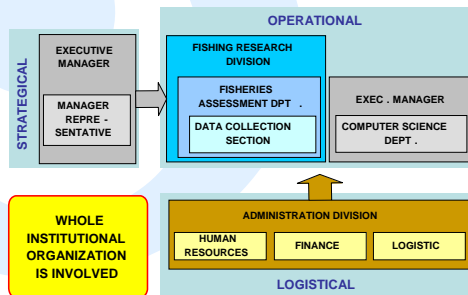 STRATEGICAL
EXECUTIVE
MANAGER
MANAGER
REPRE -
SENTATIVE
OPERATIONAL
FISHING RESEARCH
DIVISION
FISHERIES
ASSESSMENT DPT .
DATA COLLECTION
SECTION
EXEC . MANAGER
COMPUTER SCIENCE
DEPT .
WHOLE
INSTITUTIONAL
ORGANIZATION
IS INVOLVED
ADMINISTRATION DIVISION
HUMAN
RESOURCES
FINANCE
LOGISTIC
LOGISTICAL